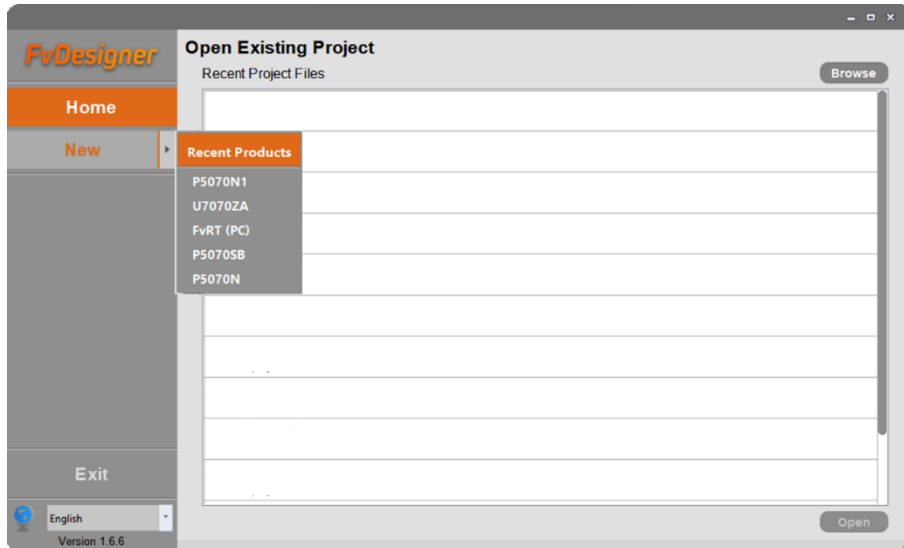 FvDesigner
Home
New
Exit
English
Version 1.6.6
Open Existing Project
Recent Project Files
Browse
Recent Products
P5070N1
U7070ZA
FvRT (PC)
P5070SB
P5070N
Open